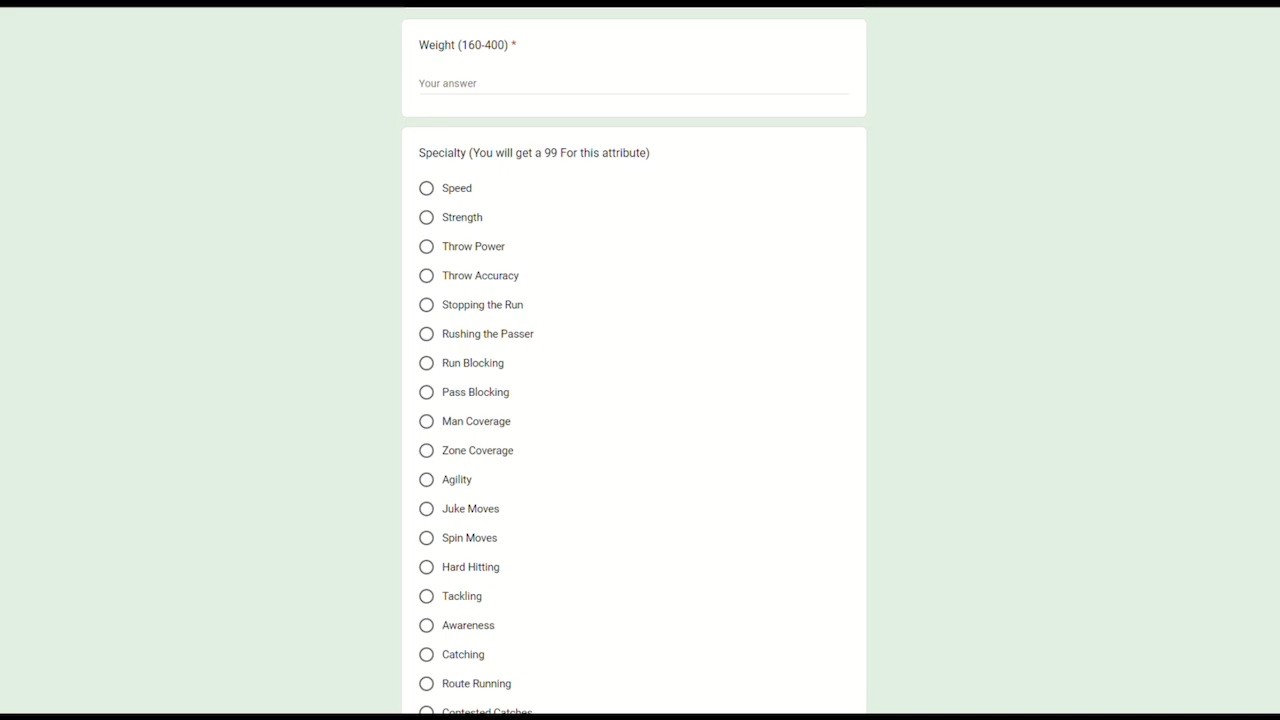 Weight (160-400) *
Your answer
Specialty (You will get a 99 For this attribute)
Speed
Strength
Throw Power
Throw Accuracy
Stopping the Run
Rushing the Passer
Run Blocking
Pass Blocking
Man Coverage
Zone Coverage
Agility
Juke Moves
Spin Moves
Hard Hitting
Tackling
Awareness
Catching
Route Running
Contested Catches